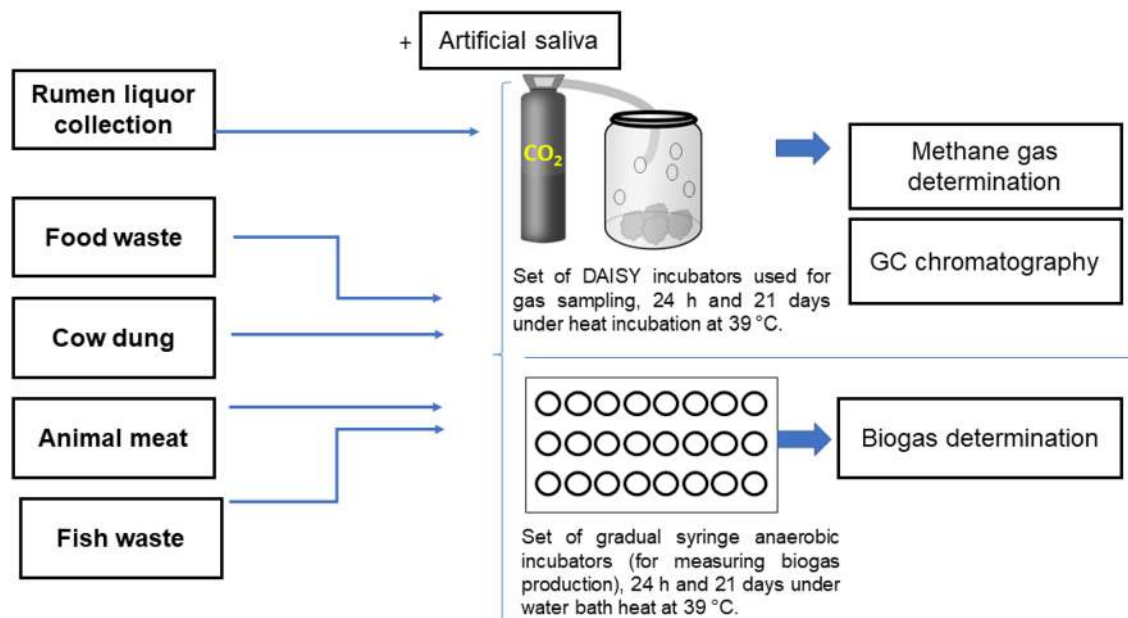 + Artificial saliva
Rumen liquor
collection
Food waste
Cow dung
Animal meat
Fish waste
CO₂
Set of DAISY incubators used for
gas sampling, 24 h and 21 days
under heat incubation at 39 °C.
Methane gas
determination
GC chromatography
Set of gradual syringe anaerobic
incubators (for measuring biogas
production), 24 h and 21 days under
water bath heat at 39 °C.
Biogas determination